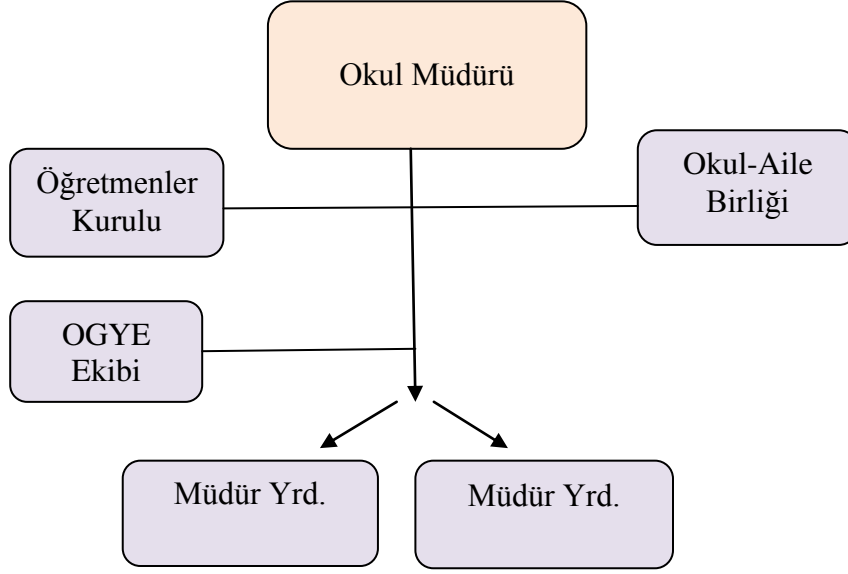 Okul Müdürü
Öğretmenler
Kurulu
Okul-Aile
Birliği
OGYE
Ekibi
Müdür Yrd.
Müdür Yrd.